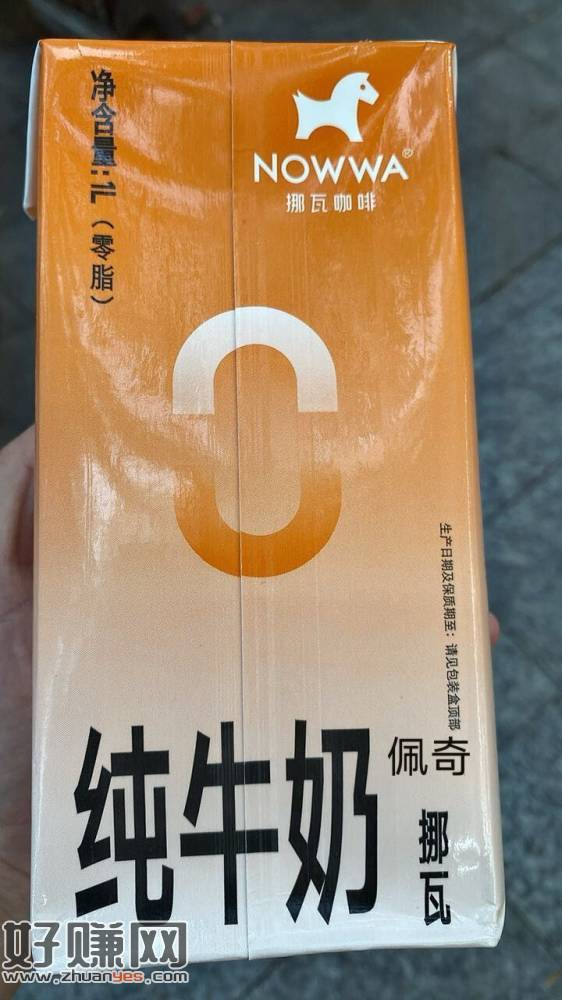 NOWWA®
挪瓦咖啡
净含量:1L(零脂)
0
生产日期及保质期至:请见包装盒顶部
纯牛奶
佩奇
挪瓦
好赚网
www.zhuanyes.com